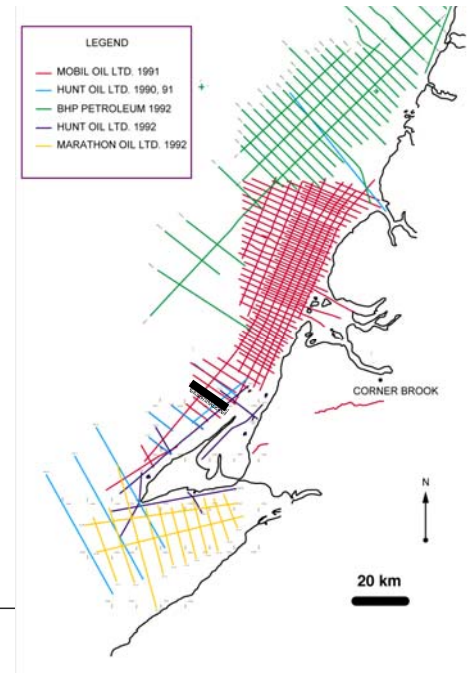 LEGEND
MOBIL OIL LTD. 1991
HUNT OIL LTD. 1990, 91
BHP PETROLEUM 1992
HUNT OIL LTD. 1992
MARATHON OIL LTD. 1992
CORNER BROOK
N
20 km